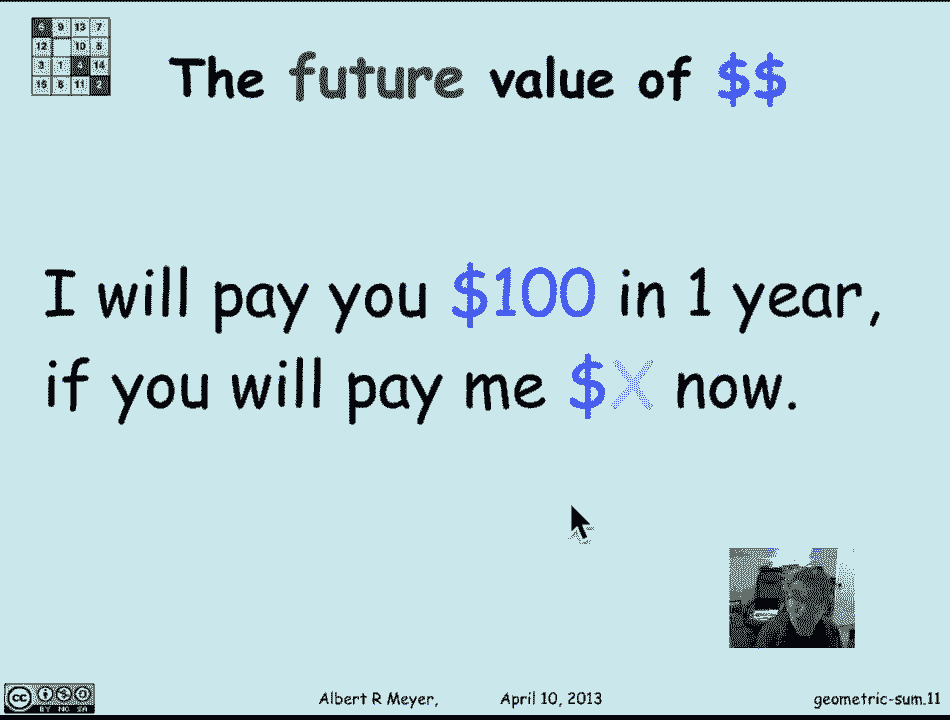 The future value of $$
I will pay you $100 in 1 year,
if you will pay me $X now.
6 9 13 7
12 10 5
3 1 4 14
15 8 11 2
cc
BY NC SA
Albert R Meyer, April 10, 2013 geometric-sum.11